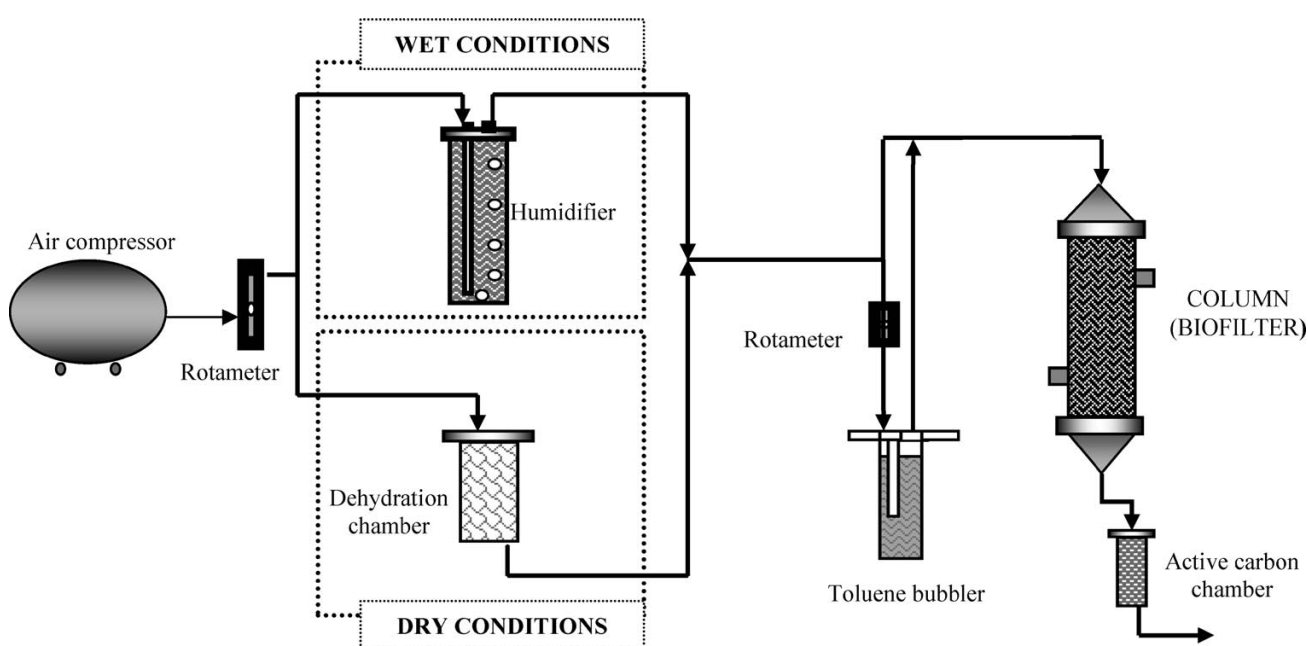 WET CONDITIONS
Humidifier
Air compressor
Rotameter
COLUMN
(BIOFILTER)
Rotameter
Dehydration
chamber
Toluene bubbler
Active carbon
chamber
DRY CONDITIONS